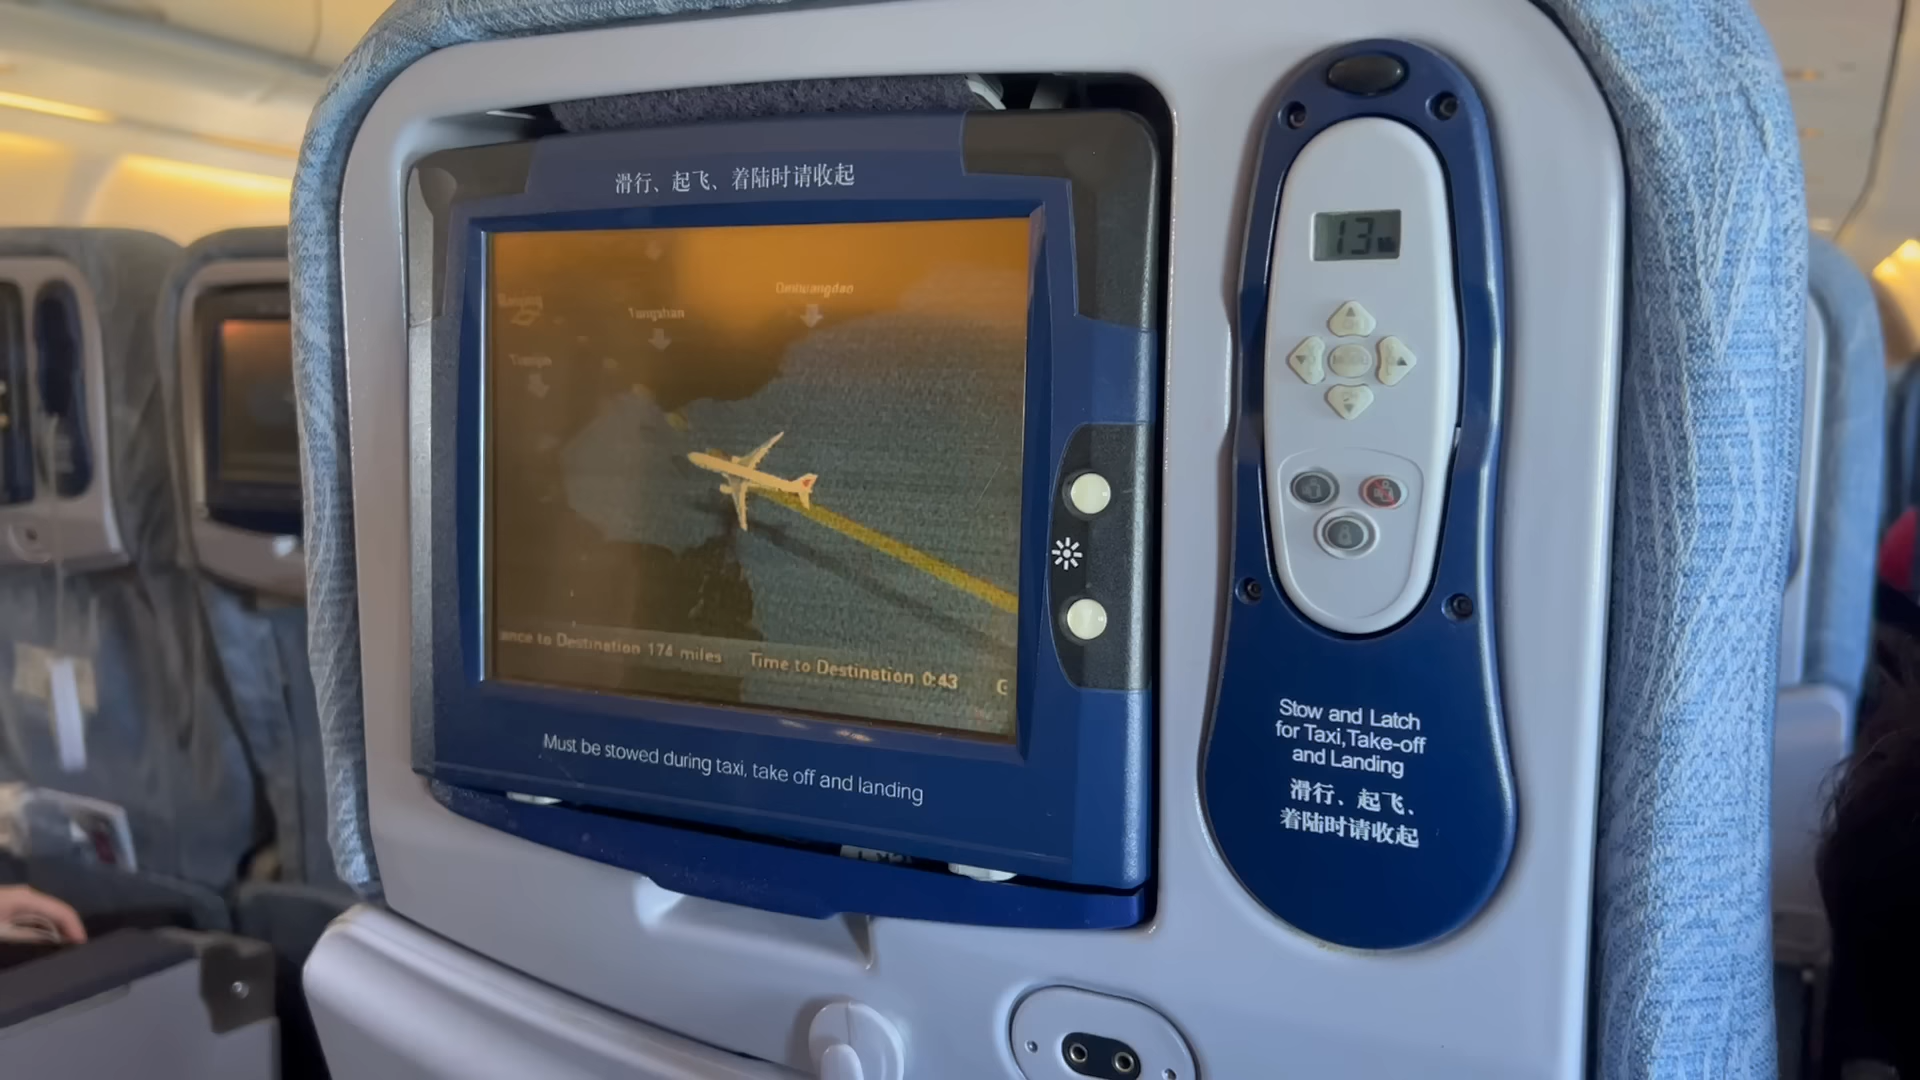 滑行、起飞、着陆时请收起
Qinhuangdao
Tangshan
ance to Destination 174 miles Time to Destination 0:43 G
Must be stowed during taxi, take off and landing
13
Stow and Latch
for Taxi,Take-off
and Landing
滑行、起飞、
着陆时请收起